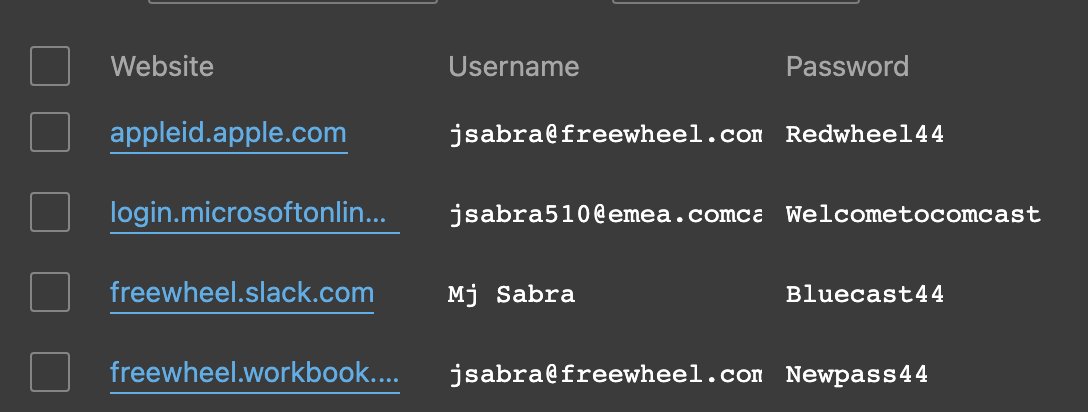 Website Username Password
appleid.apple.com jsabra@freewheel.com Redwheel44
login.microsoftonlin... jsabra510@emea.comca Welcometocomcast
freewheel.slack.com Mj Sabra Bluecast44
freewheel.workbook.... jsabra@freewheel.com Newpass44